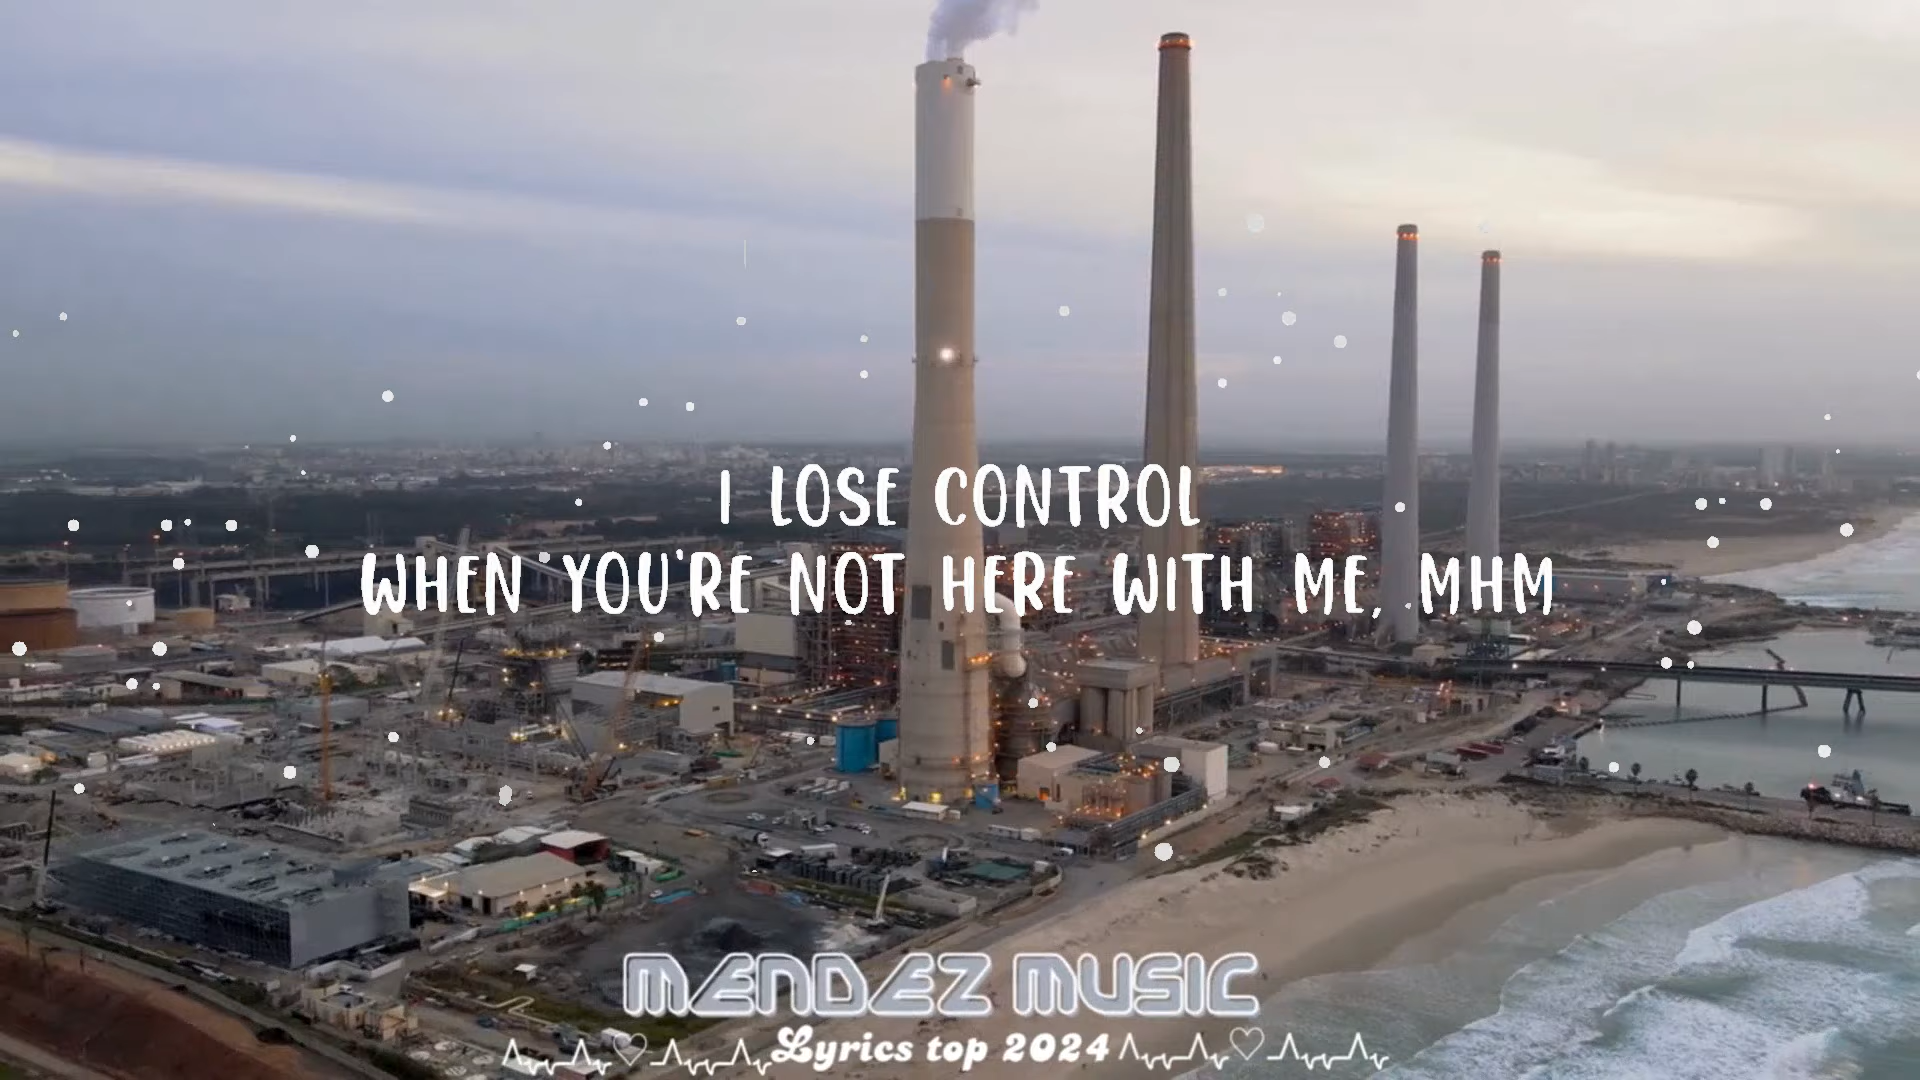 I LOSE CONTROL
WHEN YOU'RE NOT HERE WITH ME, MHM
MENDEZ MUSIC
Lyrics top 2024